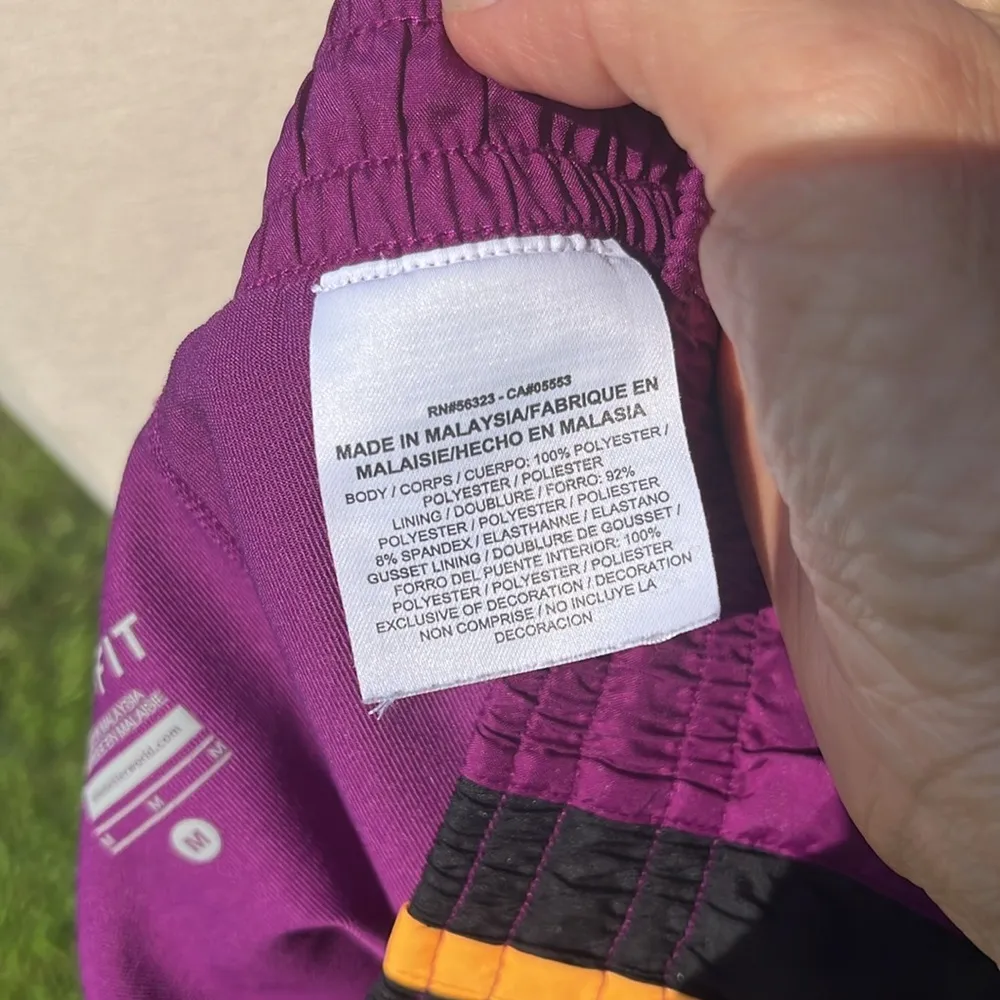 RN#56323 - CA#05553
MADE IN MALAYSIA/FABRIQUE EN
MALAISIE/HECHO EN MALASIA
BODY / CORPS / CUERPO: 100% POLYESTER /
POLYESTER / POLIESTER
LINING / DOUBLURE / FORRO: 92%
POLYESTER / POLYESTER / POLIESTER
8% SPANDEX / ELASTHANNE / ELASTANO
GUSSET LINING / DOUBLURE DE GOUSSET /
FORRO DEL PUENTE INTERIOR: 100%
POLYESTER / POLYESTER / POLIESTER
EXCLUSIVE OF DECORATION / DECORATION
NON COMPRISE / NO INCLUYE LA
DECORACION
FIT
MALAYSIA
MALAISIE
M M M
M